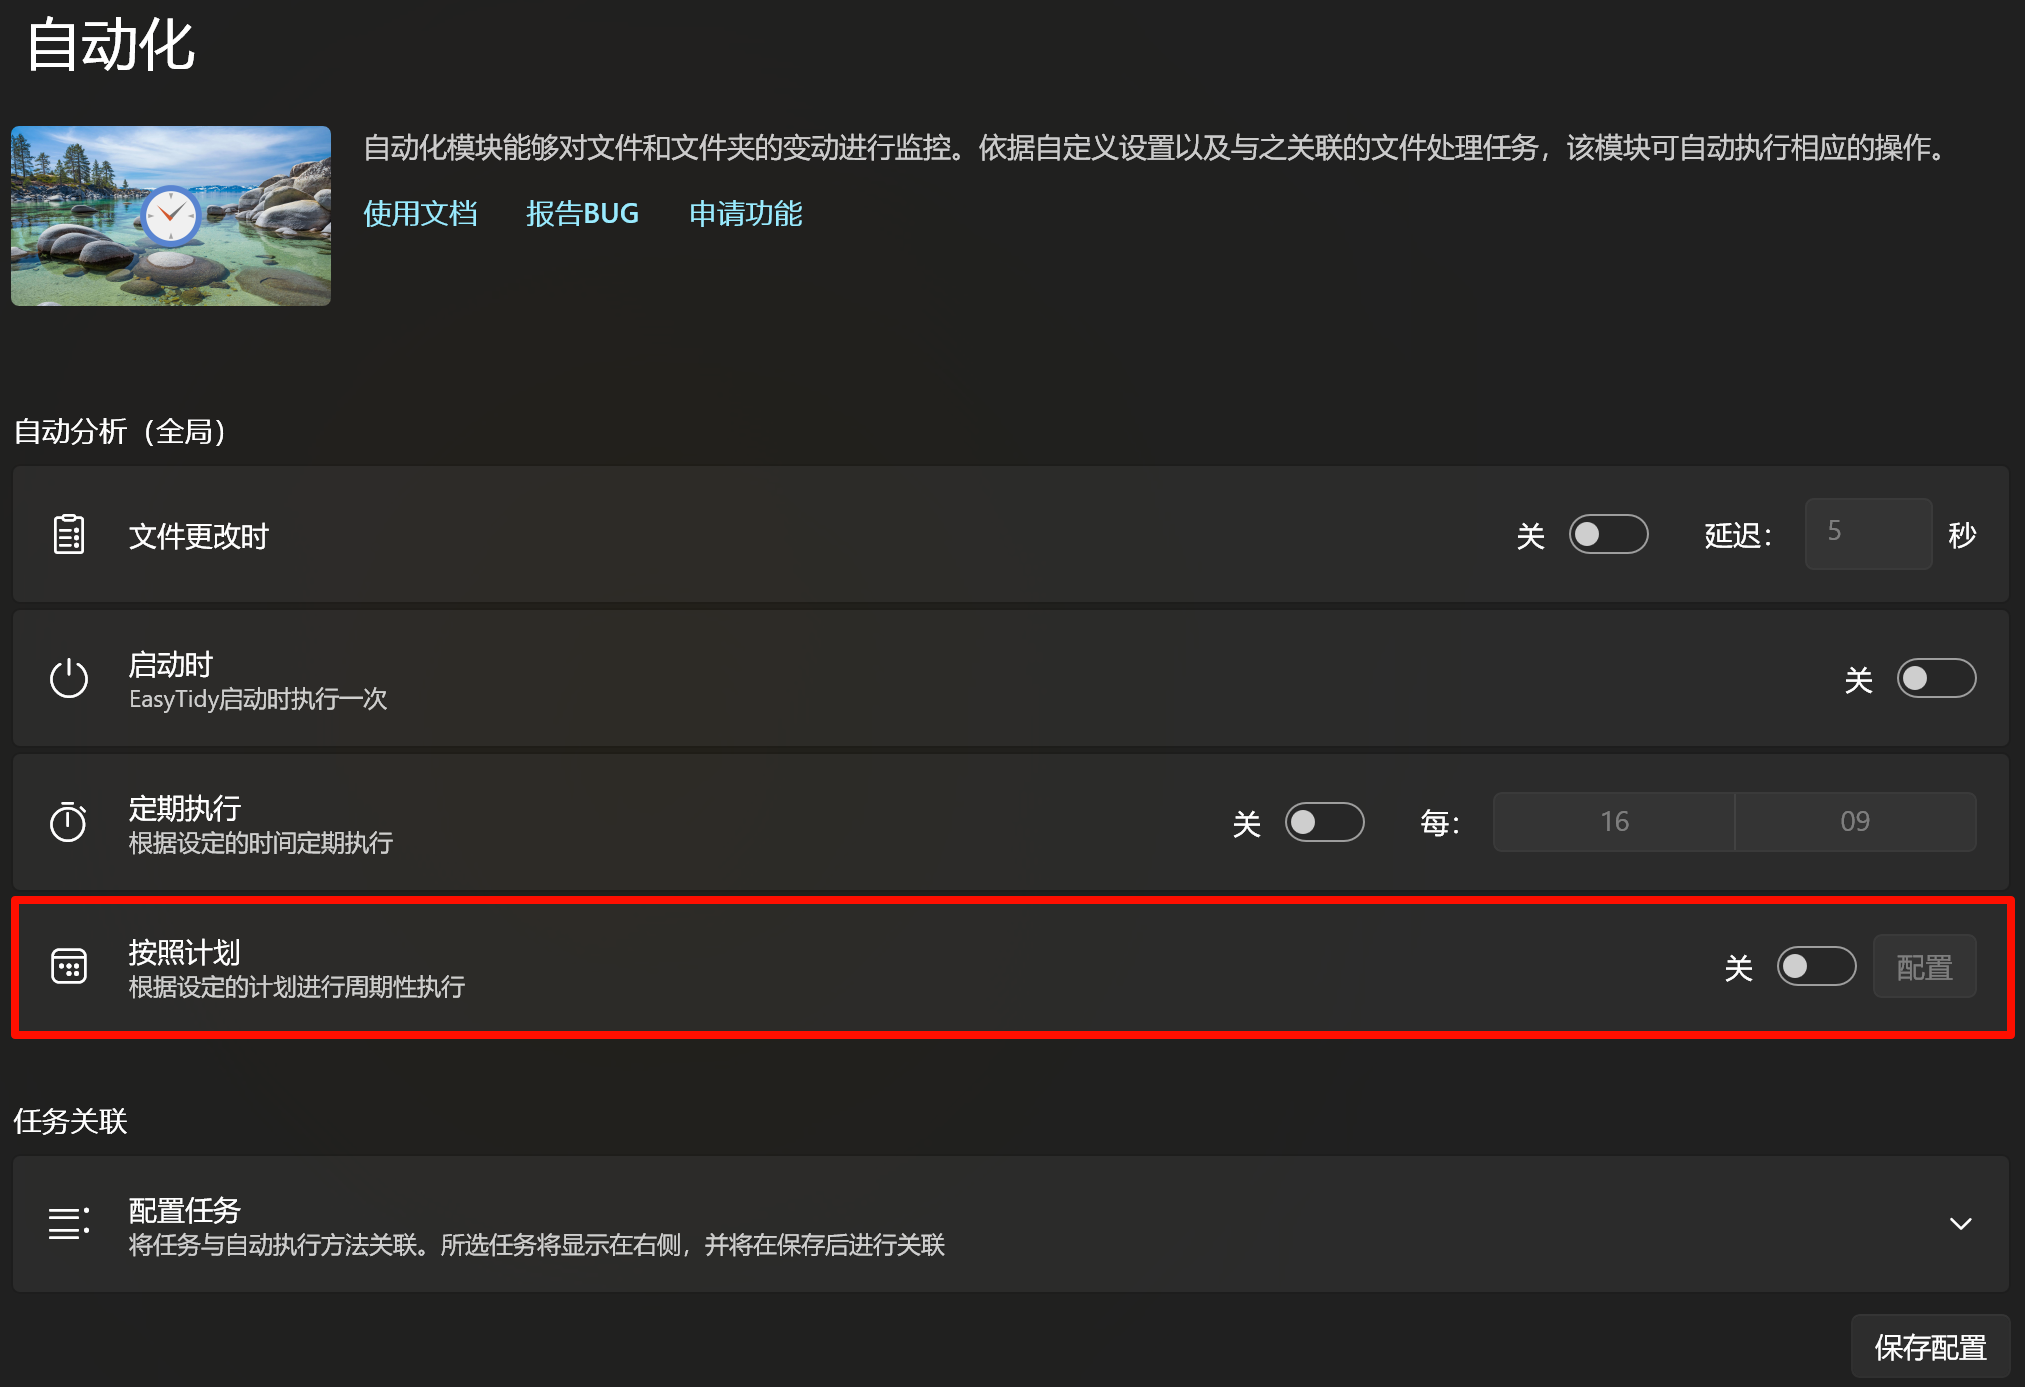 自动化
自动化模块能够对文件和文件夹的变动进行监控。依据自定义设置以及与之关联的文件处理任务，该模块可自动执行相应的操作。
使用文档 报告BUG 申请功能
自动分析（全局）
文件更改时 关 延迟： 5 秒
启动时
EasyTidy启动时执行一次
关
定期执行
根据设定的时间定期执行
关 每： 16 09
按照计划
根据设定的计划进行周期性执行
关 配置
任务关联
配置任务
将任务与自动执行方法关联。所选任务将显示在右侧，并将在保存后进行关联
保存配置